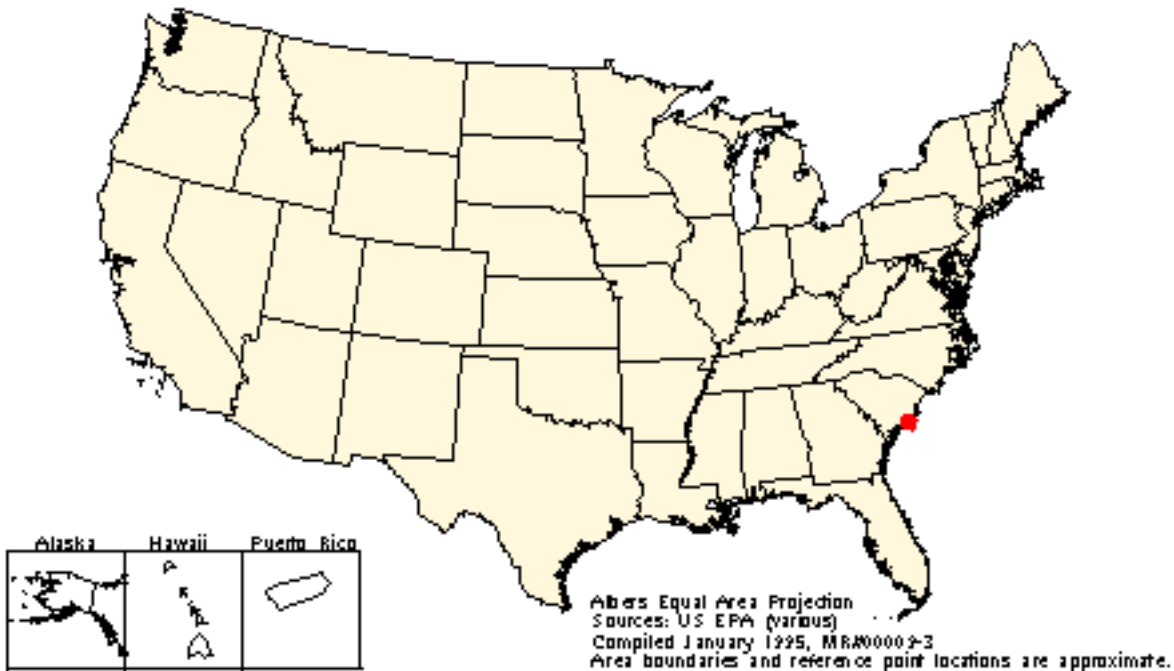 Alaska
Hawaii
Puerto Rico
Albers Equal Area Projection
Sources: US EPA (various)
Compiled January 1995, MR#00009-3
Area boundaries and reference point locations are approximate.